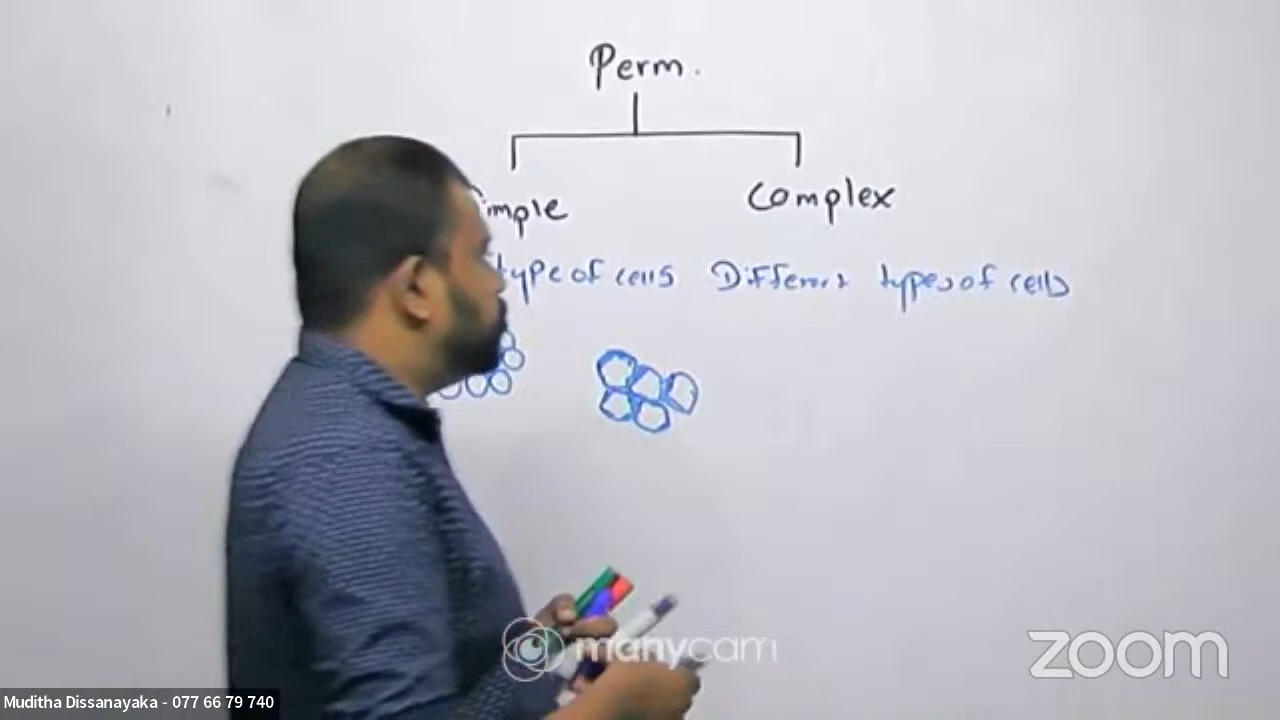 Perm.
imple
Complex
type of cells
Different types of cells
manycam
zoom
Muditha Dissanayaka - 077 66 79 740